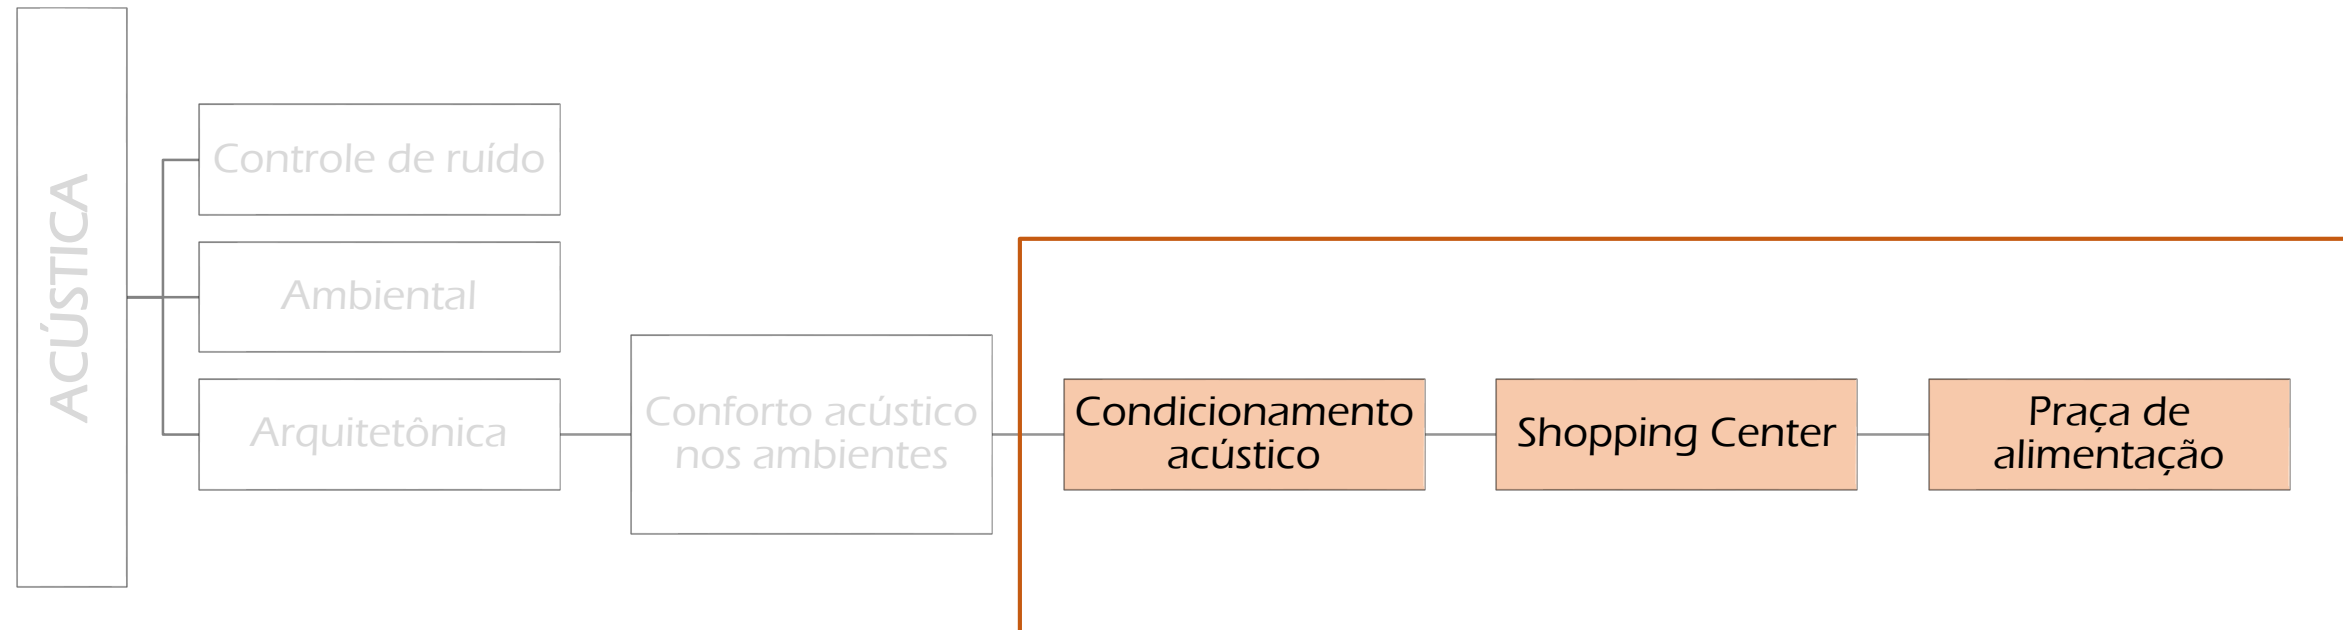 ACÚSTICA
Controle de ruído
Ambiental
Arquitetônica
Conforto acústico
nos ambientes
Condicionamento
acústico
Shopping Center
Praça de
alimentação